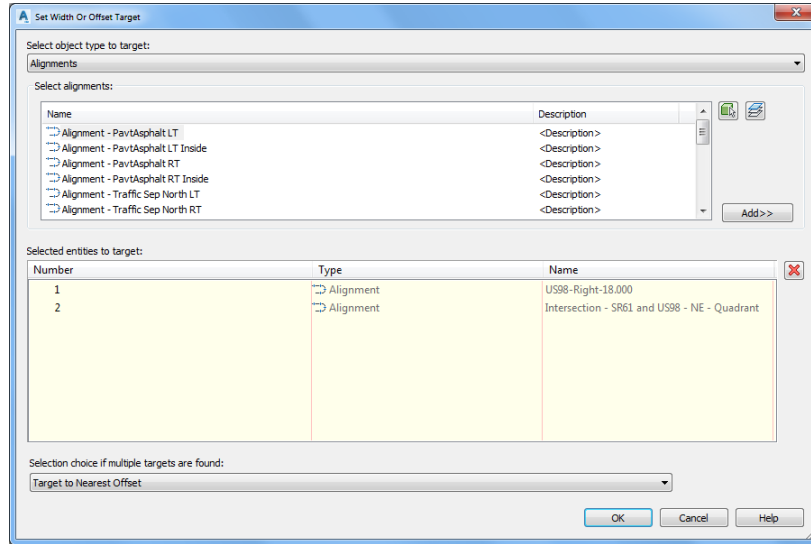 Set Width Or Offset Target
Select object type to target:
Alignments
Select alignments:
Name Description
Alignment - PavtAsphalt LT <Description>
Alignment - PavtAsphalt LT Inside <Description>
Alignment - PavtAsphalt RT <Description>
Alignment - PavtAsphalt RT Inside <Description>
Alignment - Traffic Sep North LT <Description>
Alignment - Traffic Sep North RT <Description>
Add>>
Selected entities to target:
Number Type Name
1 Alignment US98-Right-18.000
2 Alignment Intersection - SR61 and US98 - NE - Quadrant
Selection choice if multiple targets are found:
Target to Nearest Offset
OK Cancel Help